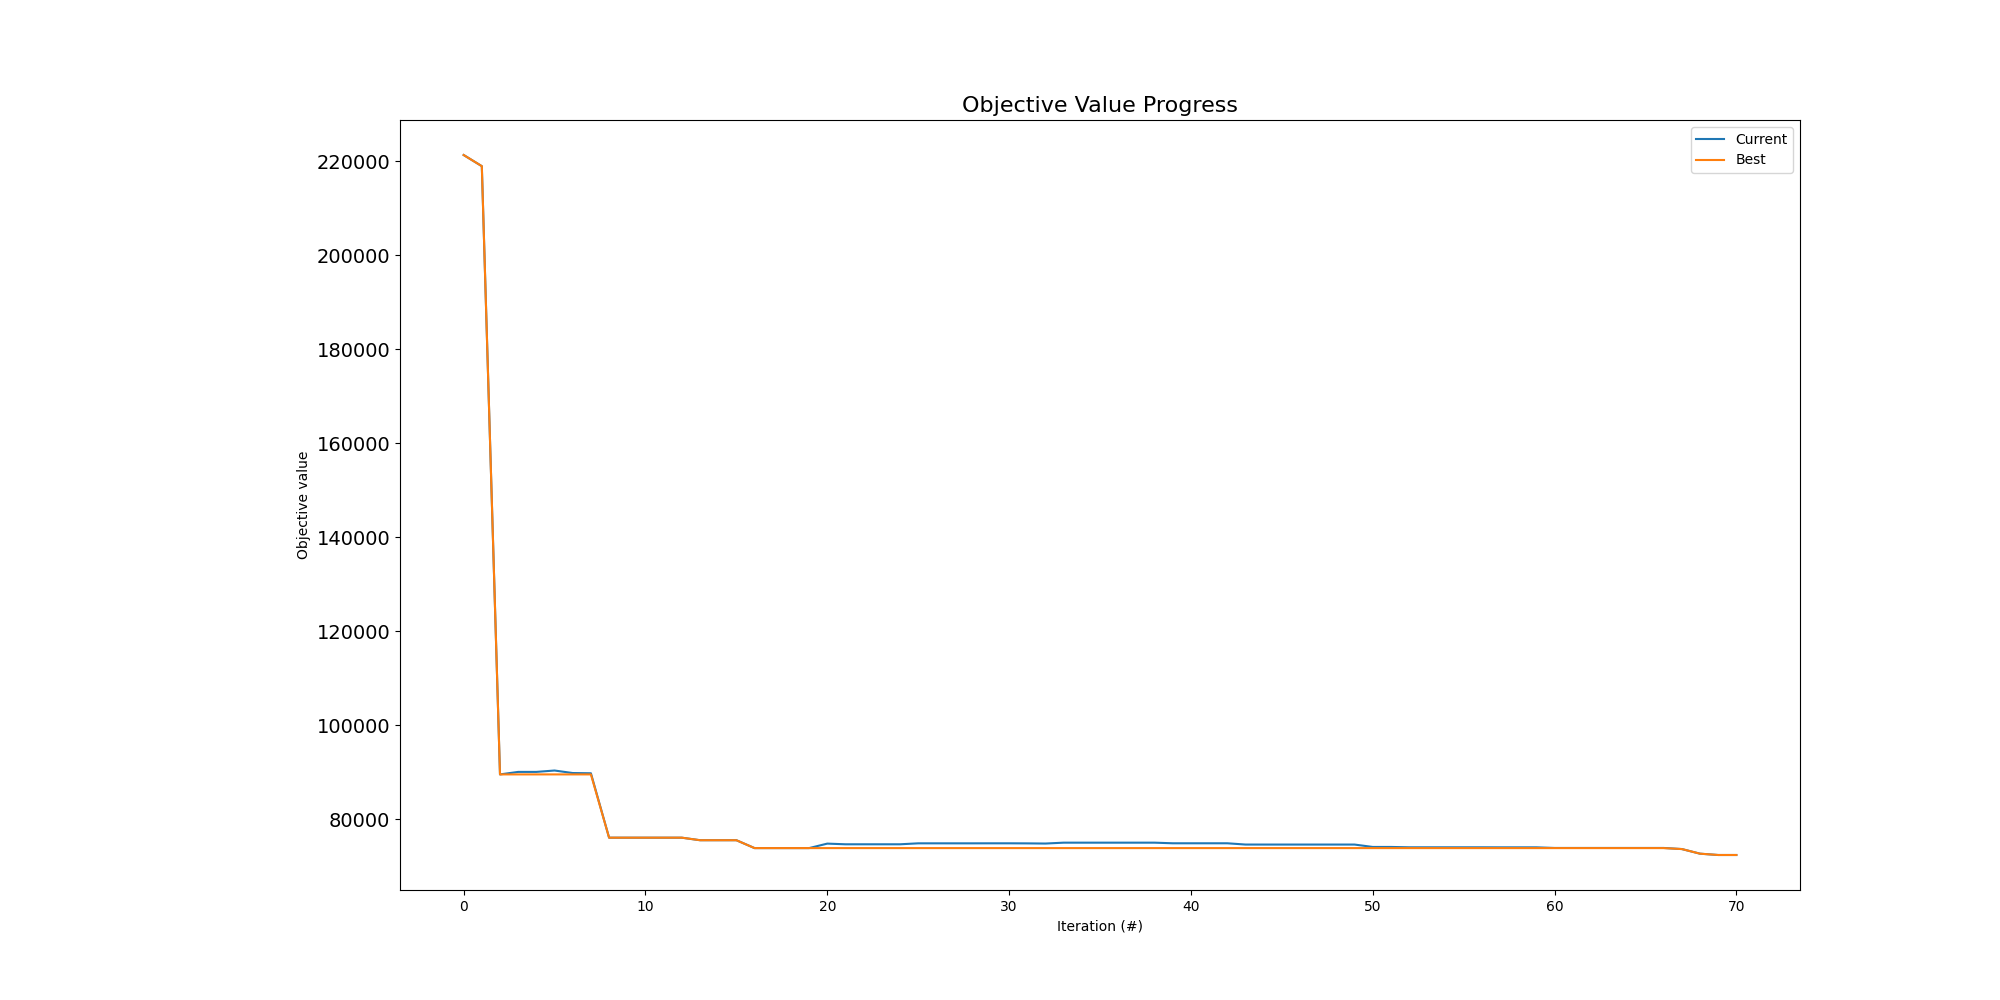 Objective Value Progress
Current
Best
220000
200000
180000
160000
140000
120000
100000
80000
Objective value
0 10 20 30 40 50 60 70
Iteration (#)